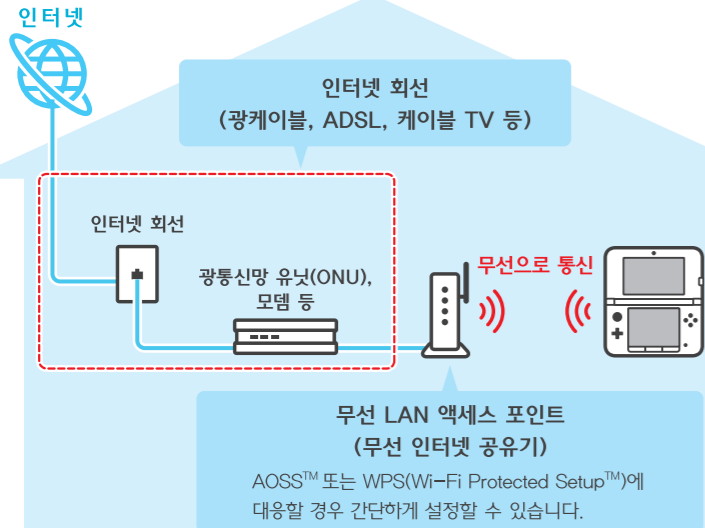 인터넷
인터넷 회선
(광케이블, ADSL, 케이블 TV 등)
인터넷 회선
광통신망 유닛(ONU),
모뎀 등
무선으로 통신
무선 LAN 액세스 포인트
(무선 인터넷 공유기)
AOSS™ 또는 WPS(Wi-Fi Protected Setup™)에
대응할 경우 간단하게 설정할 수 있습니다.